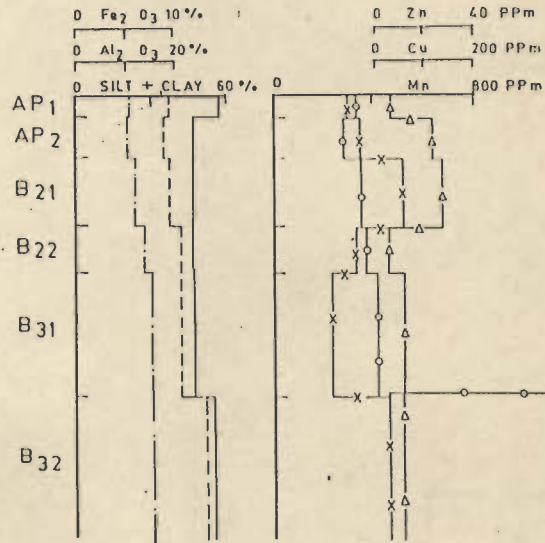 0 Fe2 O3 10 %
0 Al2 O3 20 %
0 SILT + CLAY 60 %
0 Zn 40 PPm
0 Cu 200 PPm
0 Mn 800 PPm
AP1
AP2
B21
B22
B31
B32